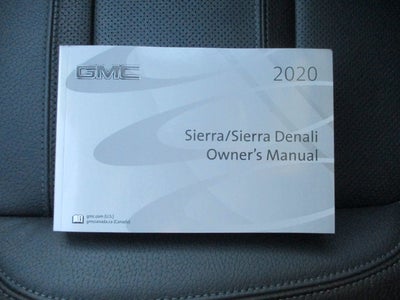 GMC
2020
Sierra/Sierra Denali
Owner's Manual
gmc.com (U.S.)
gmccanada.ca (Canada)